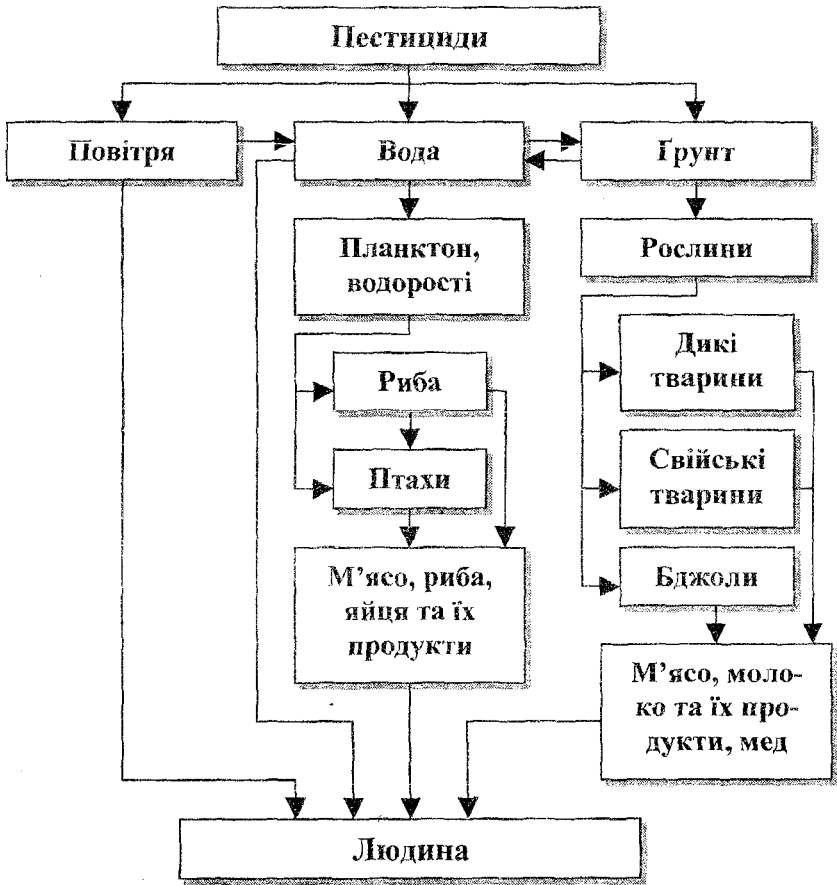 Пестициди
Повітря
Вода
Ґрунт
Планктон,
водорості
Рослини
Риба
Птахи
Дикі
тварини
Свійські
тварини
Бджоли
М’ясо, риба,
яйця та їх
продукти
М’ясо, моло-
ко та їх про-
дукти, мед
Людина